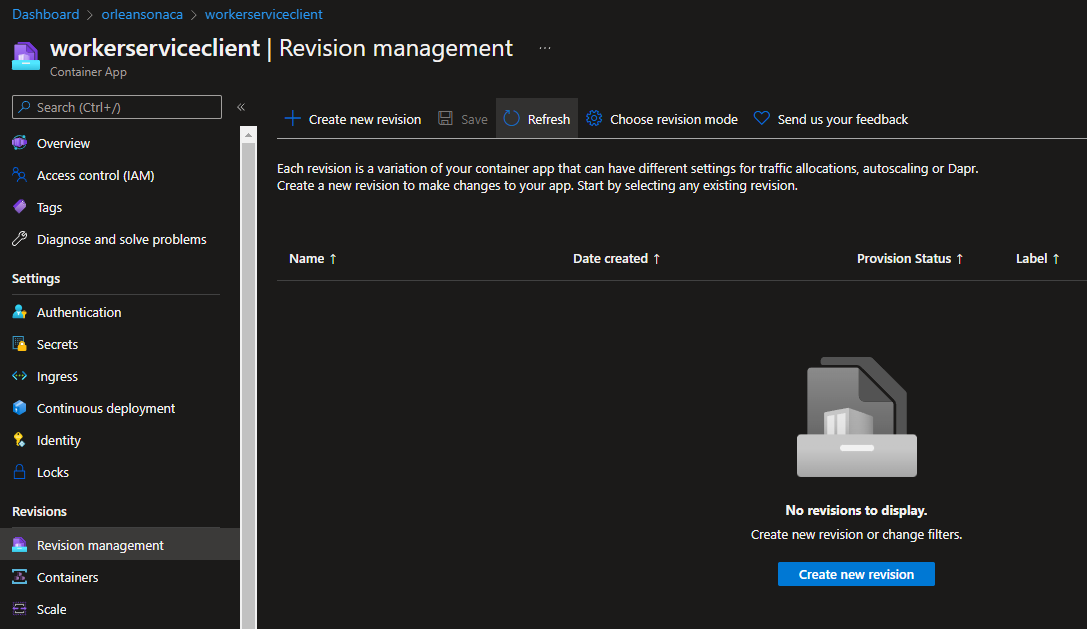 Dashboard > orleansonaca > workerserviceclient
workerserviceclient | Revision management ...
Container App
Search (Ctrl+/) «
Overview
Access control (IAM)
Tags
Diagnose and solve problems
Settings
Authentication
Secrets
Ingress
Continuous deployment
Identity
Locks
Revisions
Revision management
Containers
Scale
Create new revision Save Refresh Choose revision mode Send us your feedback
Each revision is a variation of your container app that can have different settings for traffic allocations, autoscaling or Dapr.
Create a new revision to make changes to your app. Start by selecting any existing revision.
Name ↑ Date created ↑ Provision Status ↑ Label ↑
No revisions to display.
Create new revision or change filters.
Create new revision